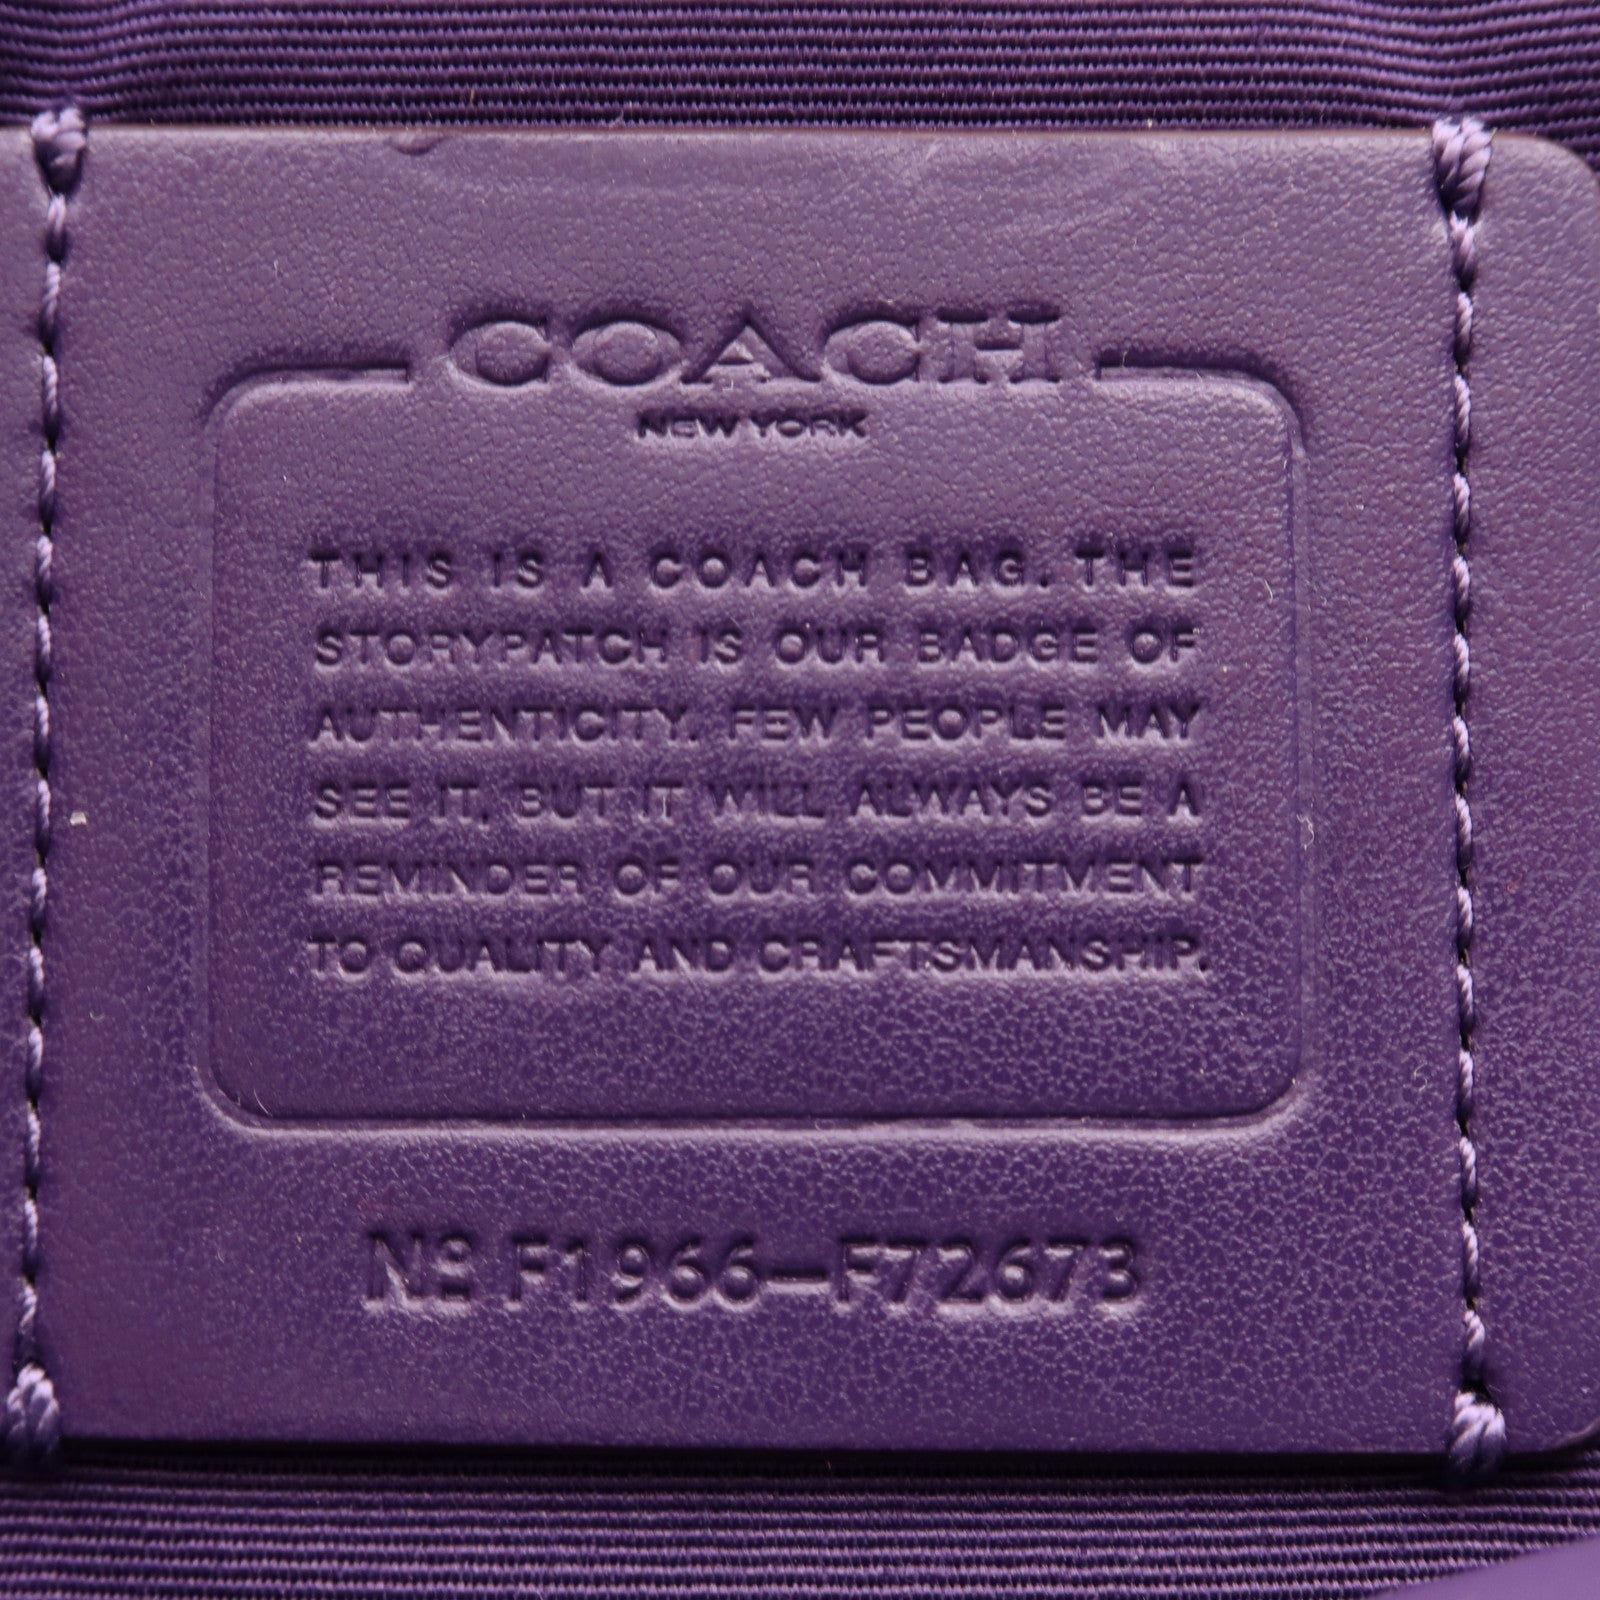 COACH
NEW YORK
THIS IS A COACH BAG. THE
STORYPATCH IS OUR BADGE OF
AUTHENTICITY. FEW PEOPLE MAY
SEE IT, BUT IT WILL ALWAYS BE A
REMINDER OF OUR COMMITMENT
TO QUALITY AND CRAFTSMANSHIP.
Nº F1966-F72673